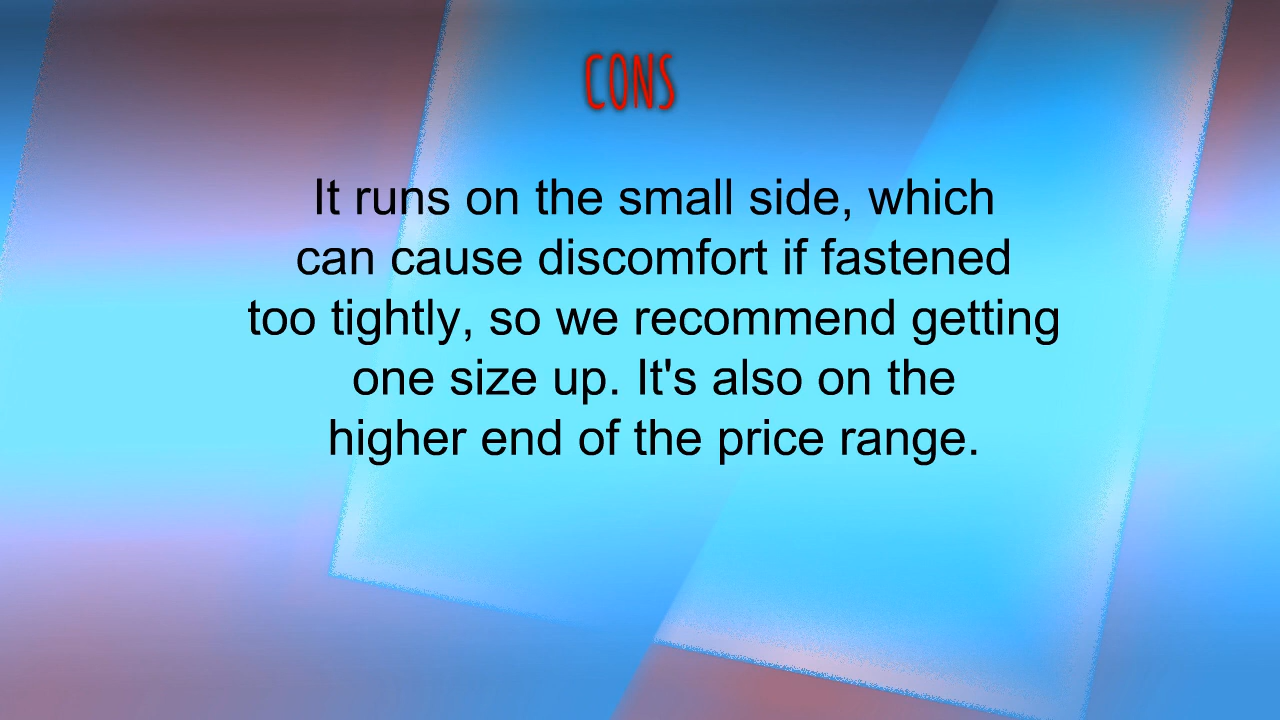 CONS
It runs on the small side, which
can cause discomfort if fastened
too tightly, so we recommend getting
one size up. It's also on the
higher end of the price range.